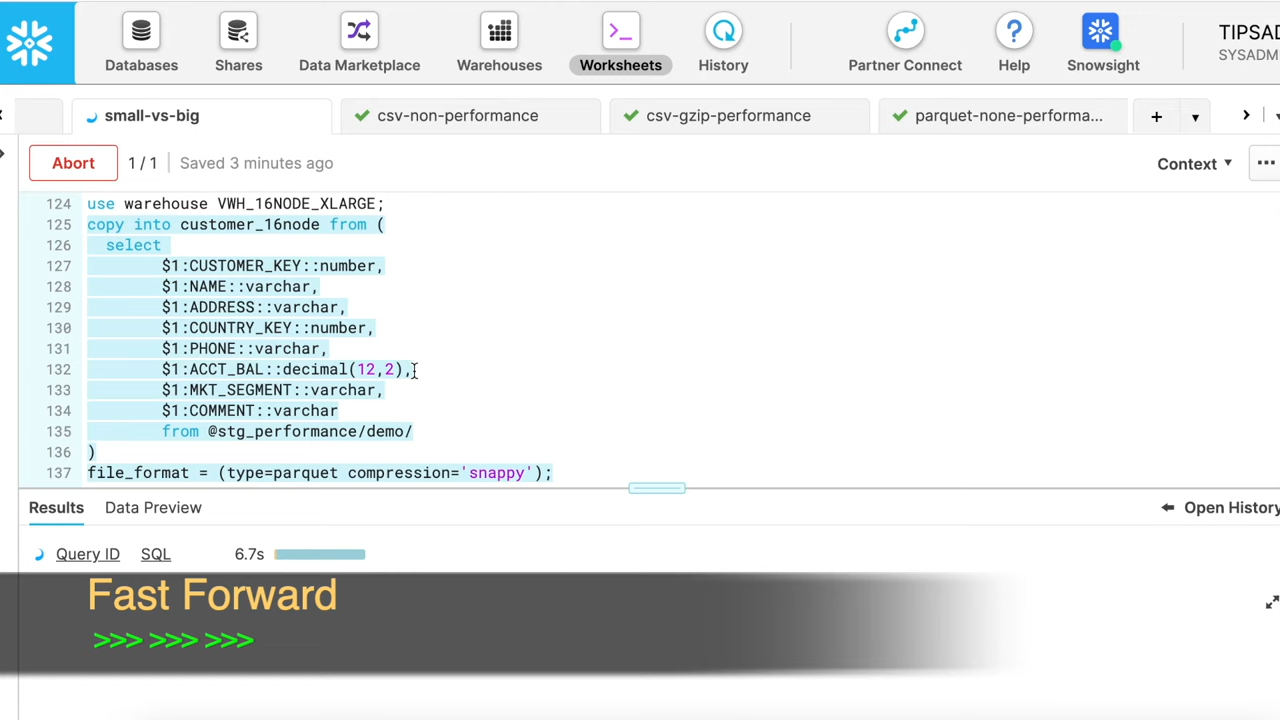 Databases
Shares
Data Marketplace
Warehouses
Worksheets
History
Partner Connect
Help
Snowsight
TIPSAD
SYSADM
small-vs-big
csv-non-performance
csv-gzip-performance
parquet-none-performa...
Abort
1 / 1
Saved 3 minutes ago
Context
124 use warehouse VWH_16NODE_XLARGE;
125 copy into customer_16node from (
126 select
127 $1:CUSTOMER_KEY::number,
128 $1:NAME::varchar,
129 $1:ADDRESS::varchar,
130 $1:COUNTRY_KEY::number,
131 $1:PHONE::varchar,
132 $1:ACCT_BAL::decimal(12,2),
133 $1:MKT_SEGMENT::varchar,
134 $1:COMMENT::varchar
135 from @stg_performance/demo/
136 )
137 file_format = (type=parquet compression='snappy');
Results
Data Preview
Open History
Query ID
SQL
6.7s
Fast Forward
>>> >>> >>>